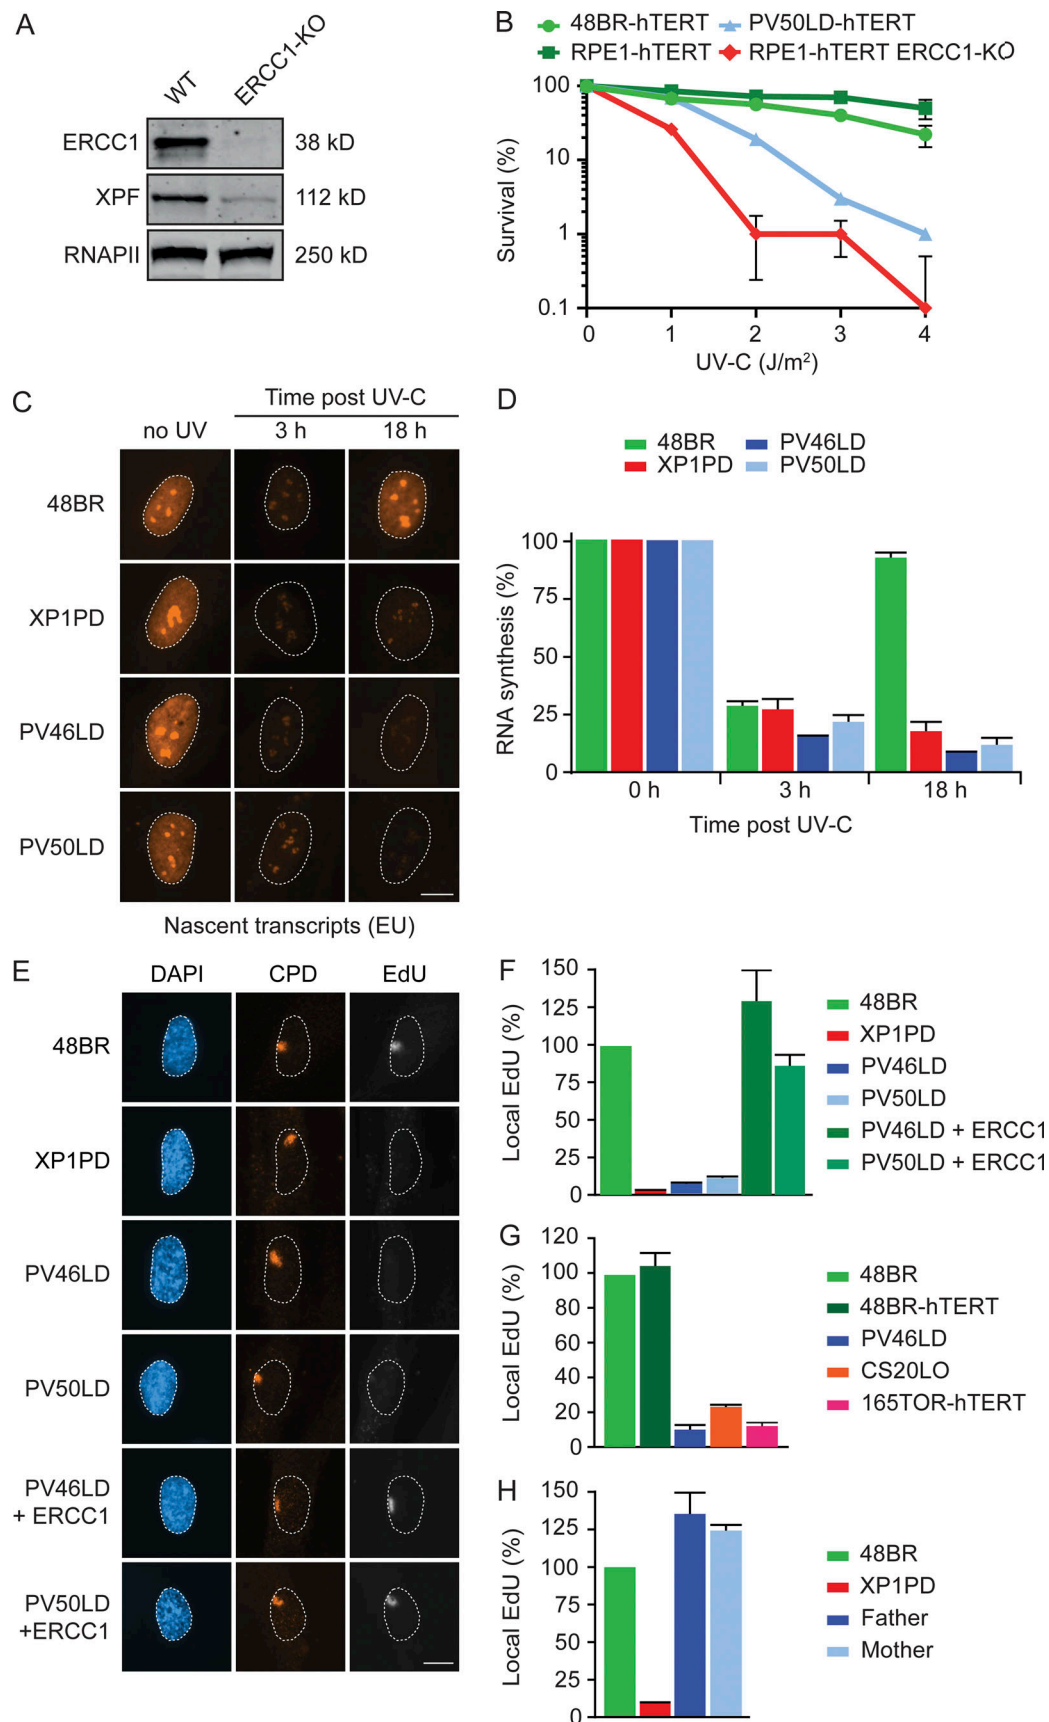 A
WT
ERCC1-KO
ERCC1
38 kD
XPF
112 kD
RNAPII
250 kD
B
48BR-hTERT
PV50LD-hTERT
RPE1-hTERT
RPE1-hTERT ERCC1-KO
Survival (%)
100
10
1
0.1
0
1
2
3
4
UV-C (J/m²)
C
Time post UV-C
no UV
3 h
18 h
48BR
XP1PD
PV46LD
PV50LD
Nascent transcripts (EU)
D
48BR
PV46LD
XP1PD
PV50LD
RNA synthesis (%)
100
75
50
25
0
0 h
3 h
18 h
Time post UV-C
E
DAPI
CPD
EdU
48BR
XP1PD
PV46LD
PV50LD
PV46LD
+ ERCC1
PV50LD
+ERCC1
F
Local EdU (%)
150
125
100
75
50
25
0
48BR
XP1PD
PV46LD
PV50LD
PV46LD + ERCC1
PV50LD + ERCC1
G
Local EdU (%)
120
100
80
60
40
20
0
48BR
48BR-hTERT
PV46LD
CS20LO
165TOR-hTERT
H
Local EdU (%)
150
125
100
75
50
25
0
48BR
XP1PD
Father
Mother